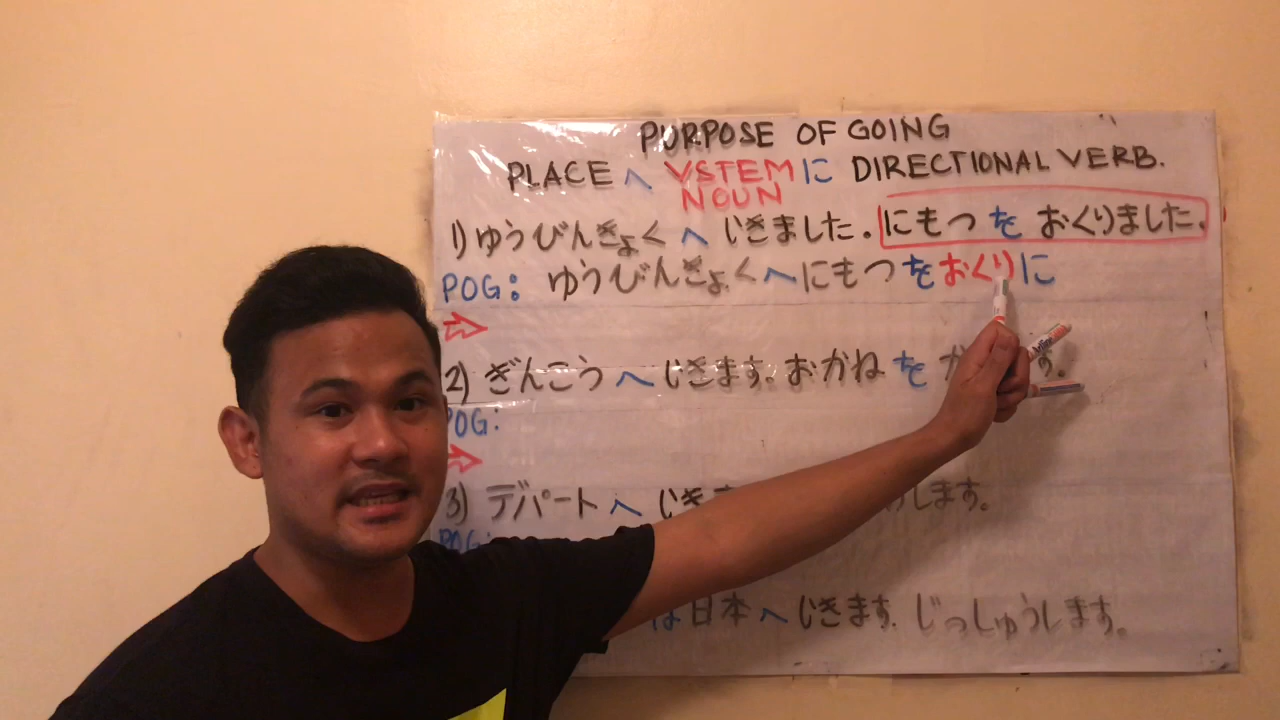 PURPOSE OF GOING
PLACE へ VSTEM に DIRECTIONAL VERB.
NOUN
1) ゆうびんきょく へ いきました。にもつ を おくりました。
POG: ゆうびんきょくへにもつ を おくり に
2) ぎんこう へ いきます。おかね を か す。
POG:
3) デパート へ いき します。
POG:
は 日本 へ いきます. じっしゅうします。